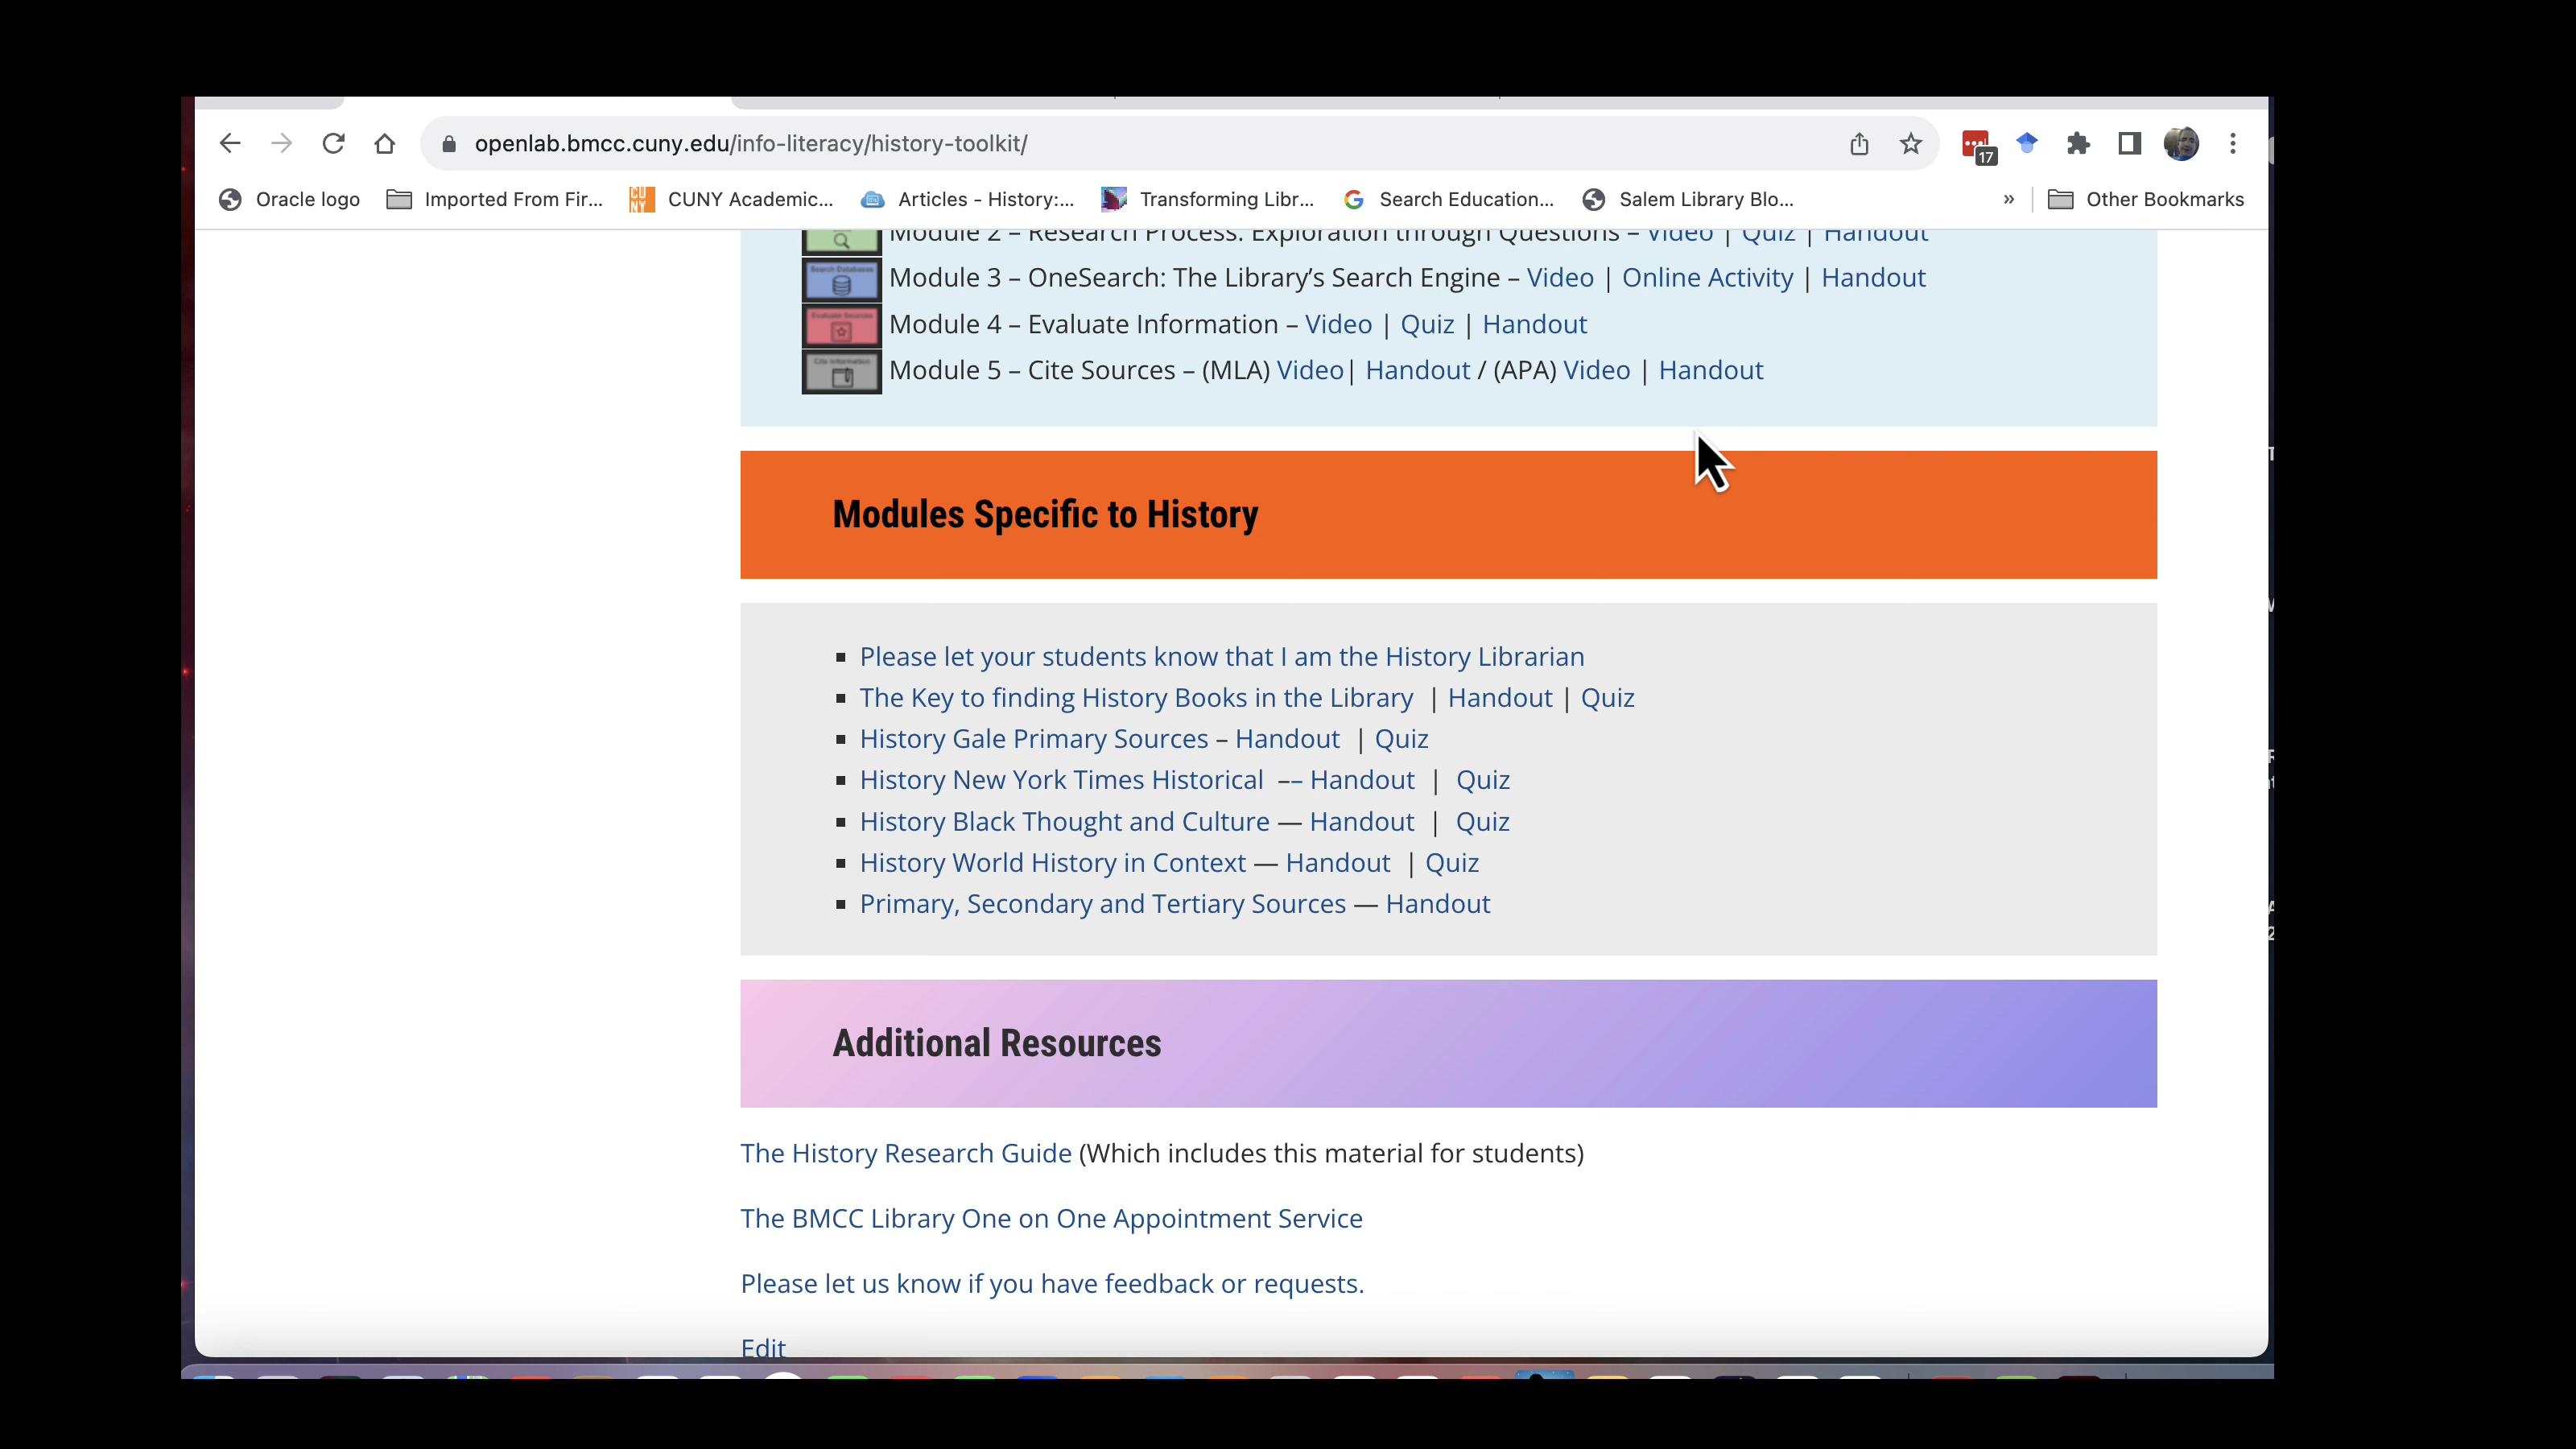 openlab.bmcc.cuny.edu/info-literacy/history-toolkit/
17
Oracle logo Imported From Fir... CUNY Academic... Articles - History:... Transforming Libr... Search Education... Salem Library Blo... » Other Bookmarks
Module 2 – Research Process: Exploration through Questions – Video | Quiz | Handout
Module 3 – OneSearch: The Library’s Search Engine – Video | Online Activity | Handout
Module 4 – Evaluate Information – Video | Quiz | Handout
Module 5 – Cite Sources – (MLA) Video| Handout / (APA) Video | Handout
Modules Specific to History
Please let your students know that I am the History Librarian
The Key to finding History Books in the Library | Handout | Quiz
History Gale Primary Sources – Handout | Quiz
History New York Times Historical –– Handout | Quiz
History Black Thought and Culture — Handout | Quiz
History World History in Context — Handout | Quiz
Primary, Secondary and Tertiary Sources — Handout
Additional Resources
The History Research Guide (Which includes this material for students)
The BMCC Library One on One Appointment Service
Please let us know if you have feedback or requests.
Edit